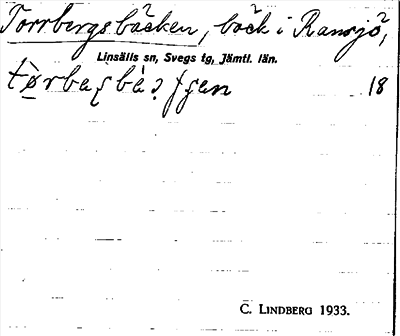 Torrbergsbäcken, bäck i Ransjö,
Linsälls sn, Svegs tg, Jämtl. län.
18
C. LINDBERG 1933.